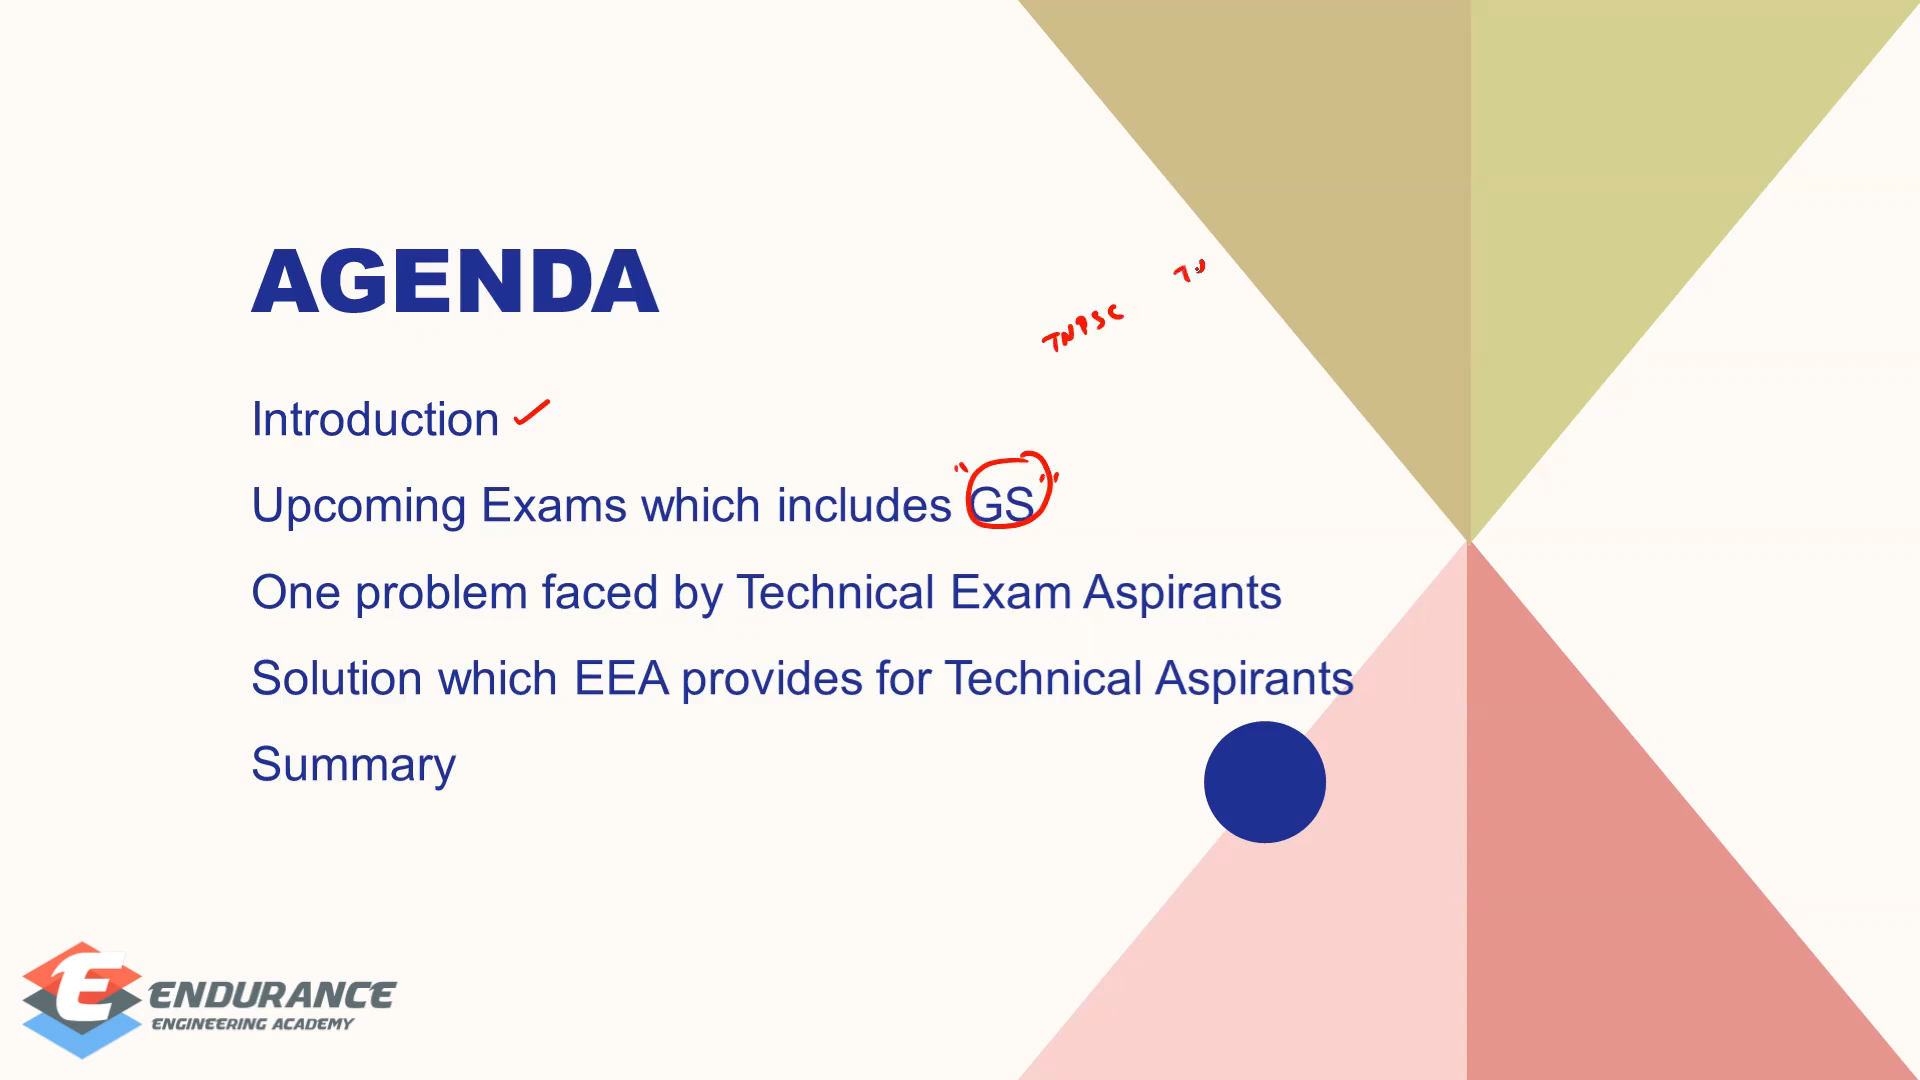 AGENDA
TNPSC
Introduction
Upcoming Exams which includes "GS"
One problem faced by Technical Exam Aspirants
Solution which EEA provides for Technical Aspirants
Summary
E ENDURANCE
ENGINEERING ACADEMY